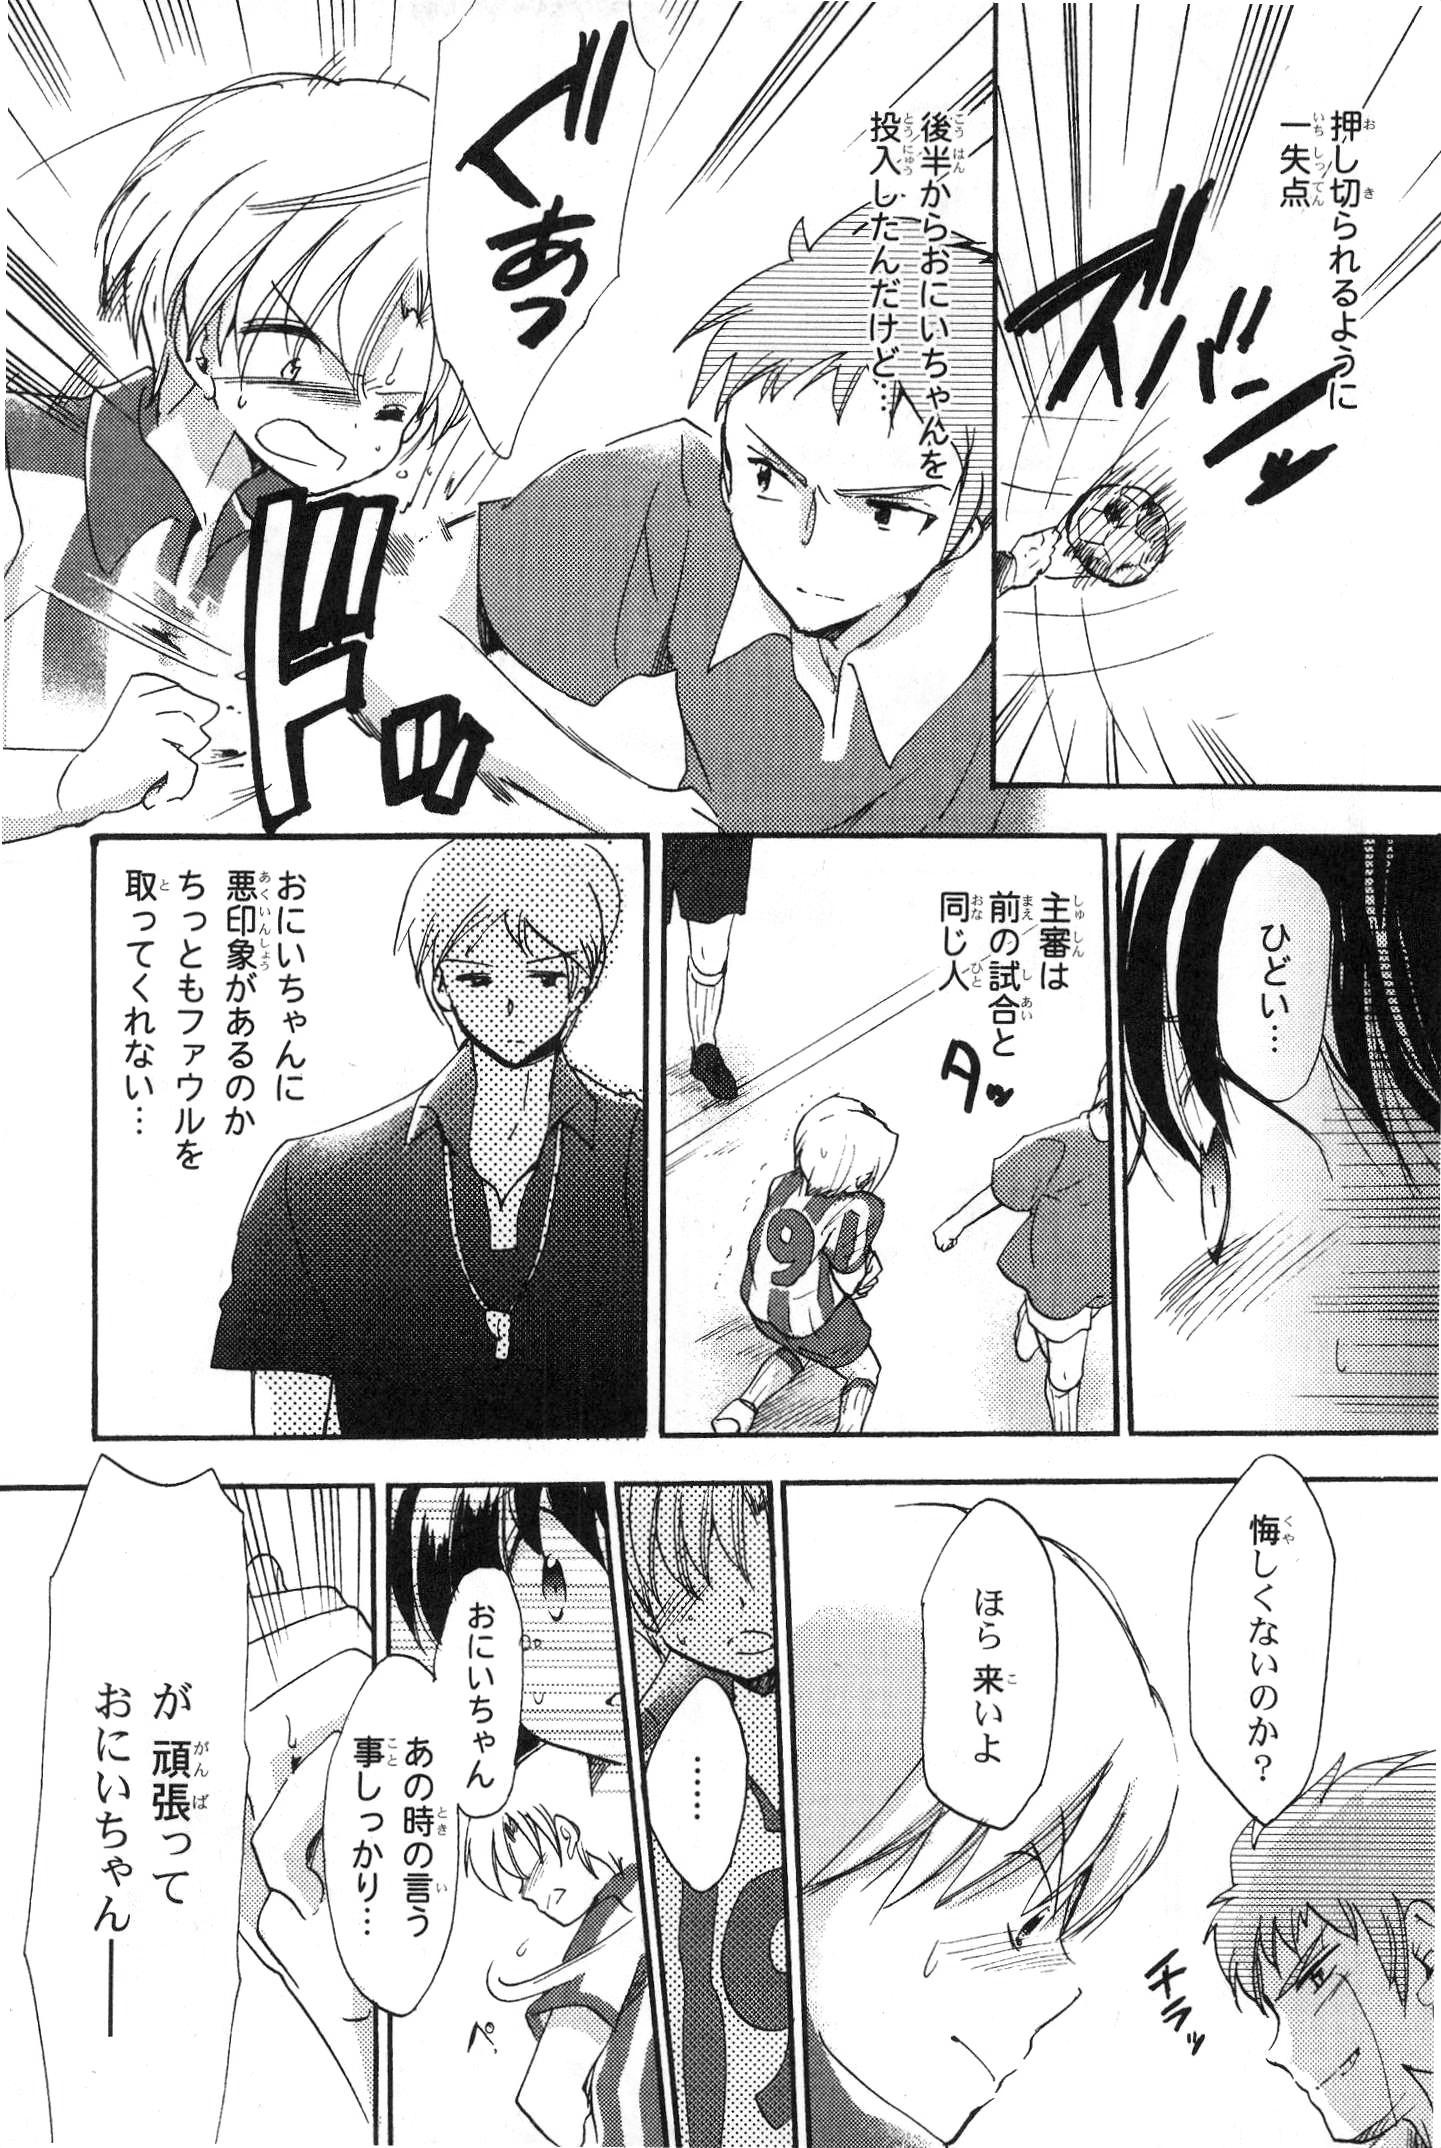 押し切られるように
一失点
ズバーッ
後半からおにいちゃんを
投入したんだけど…
ぐあっ
ドッ
ひどい…
主審は
前の試合と
同じ人
タッ
おにいちゃんに
悪印象があるのか
ちっともファウルを
取ってくれない…
悔しくないのか?
チラッ
ほら 来いよ
……
おにいちゃん
あの時の言う
事しっかり…
ペ
が 頑張って
おにいちゃん――
9